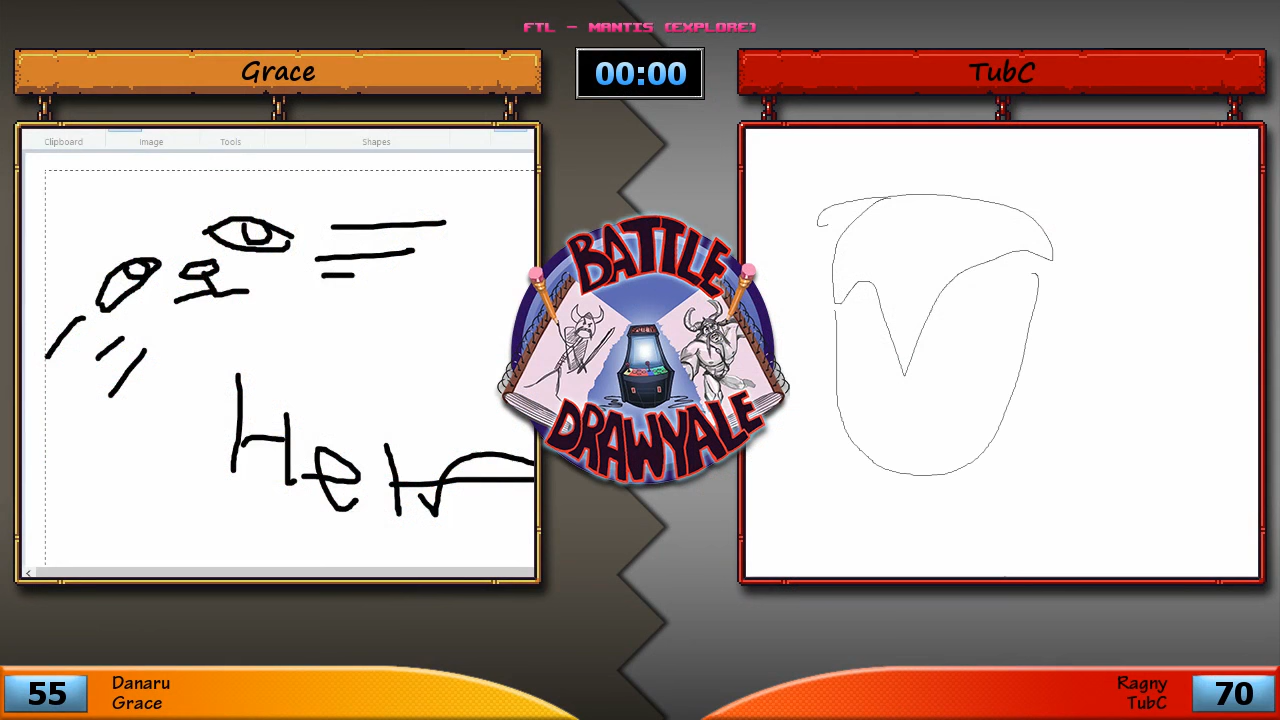 FTL - MANTIS (EXPLORE)
Grace
00:00
TubC
Clipboard Image Tools Shapes
BATTLE
DRAWYALE
55
Danaru
Grace
Ragny
TubC
70